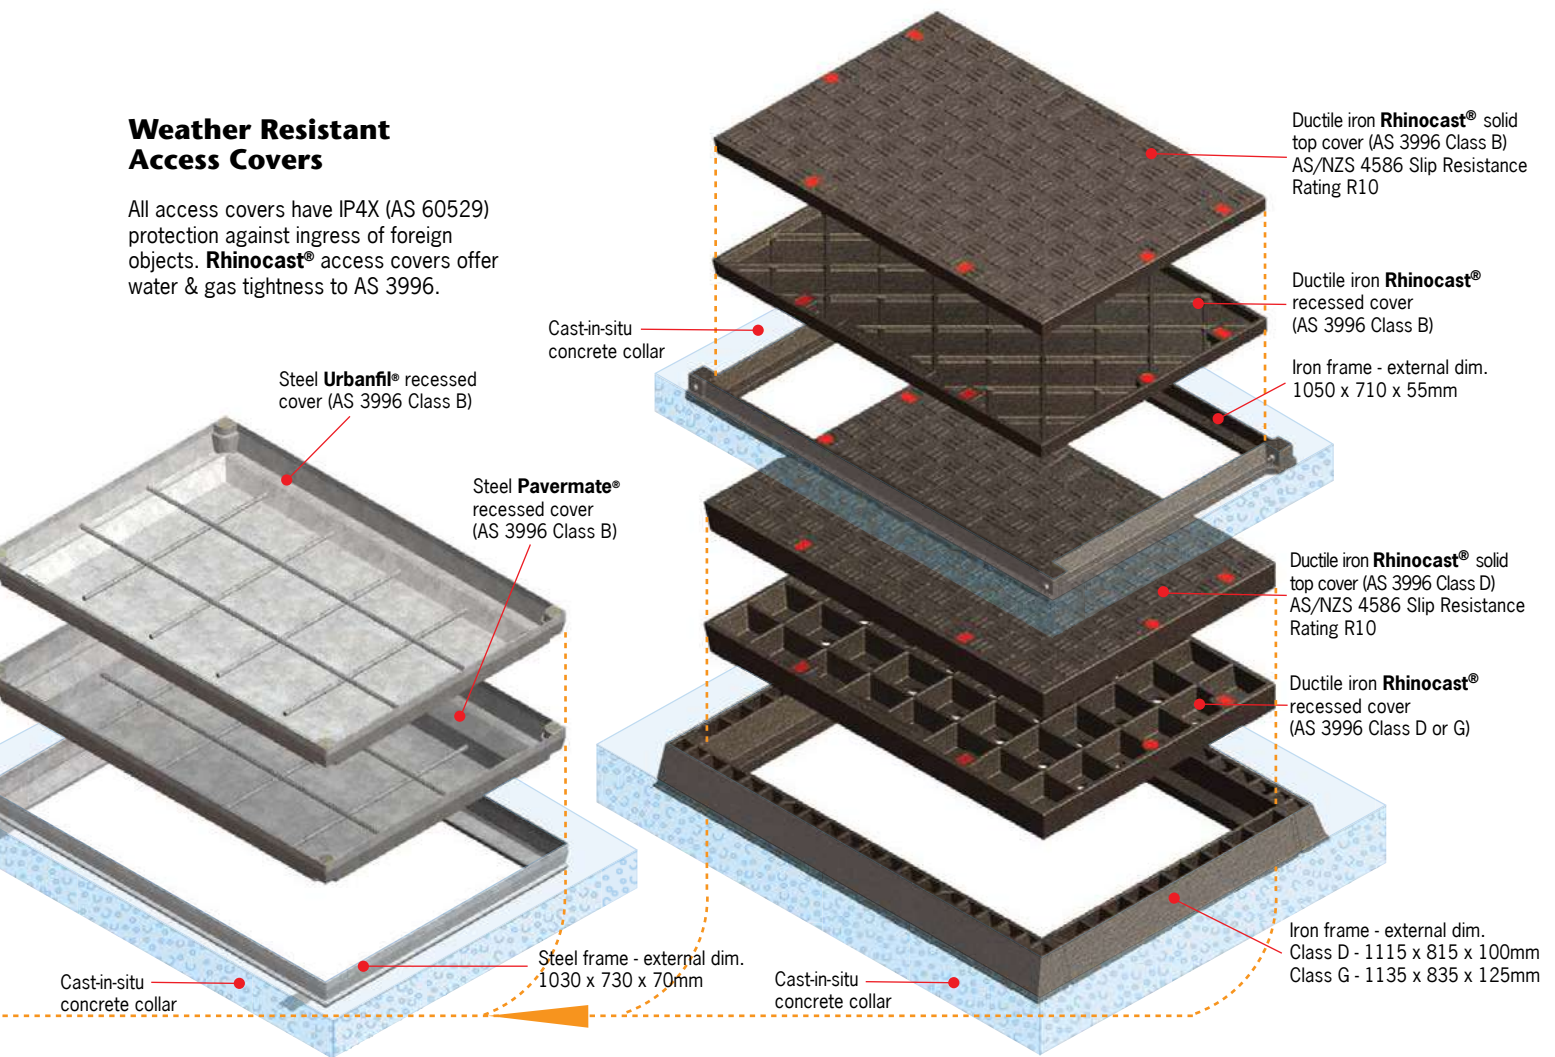 Weather Resistant
Access Covers
All access covers have IP4X (AS 60529)
protection against ingress of foreign
objects. Rhinocast® access covers offer
water & gas tightness to AS 3996.
Steel Urbanfil® recessed
cover (AS 3996 Class B)
Steel Pavermate®
recessed cover
(AS 3996 Class B)
Steel frame - external dim.
1030 x 730 x 70mm
Cast-in-situ
concrete collar
Cast-in-situ
concrete collar
Ductile iron Rhinocast® solid
top cover (AS 3996 Class B)
AS/NZS 4586 Slip Resistance
Rating R10
Ductile iron Rhinocast®
recessed cover
(AS 3996 Class B)
Iron frame - external dim.
1050 x 710 x 55mm
Ductile iron Rhinocast® solid
top cover (AS 3996 Class D)
AS/NZS 4586 Slip Resistance
Rating R10
Ductile iron Rhinocast®
recessed cover
(AS 3996 Class D or G)
Iron frame - external dim.
Class D - 1115 x 815 x 100mm
Class G - 1135 x 835 x 125mm
Cast-in-situ
concrete collar